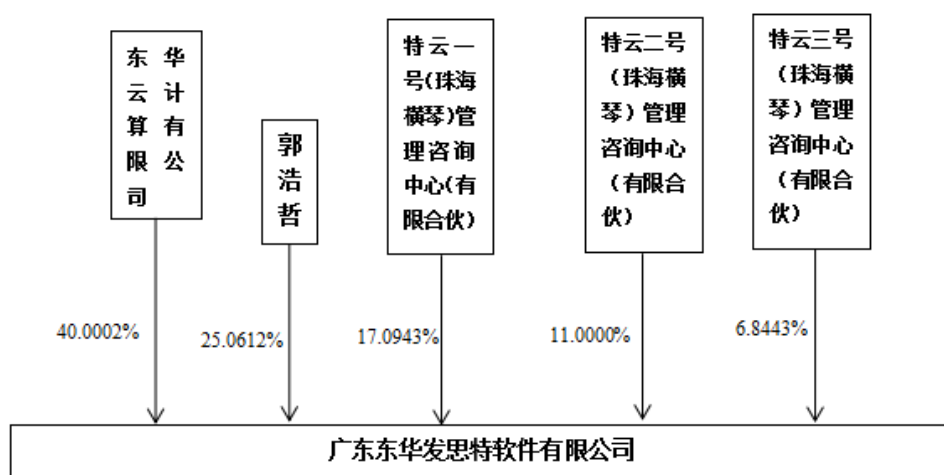 东华
云计
算有
限公
司
郭
浩
哲
特云一
号(珠海
横琴)管
理咨询
中心(有
限合伙)
特云二号
（珠海横
琴）管理
咨询中心
（有限合
伙）
特云三号
（珠海横
琴）管理
咨询中心
（有限合
伙）
40.0002%
25.0612%
17.0943%
11.0000%
6.8443%
广东东华发思特软件有限公司